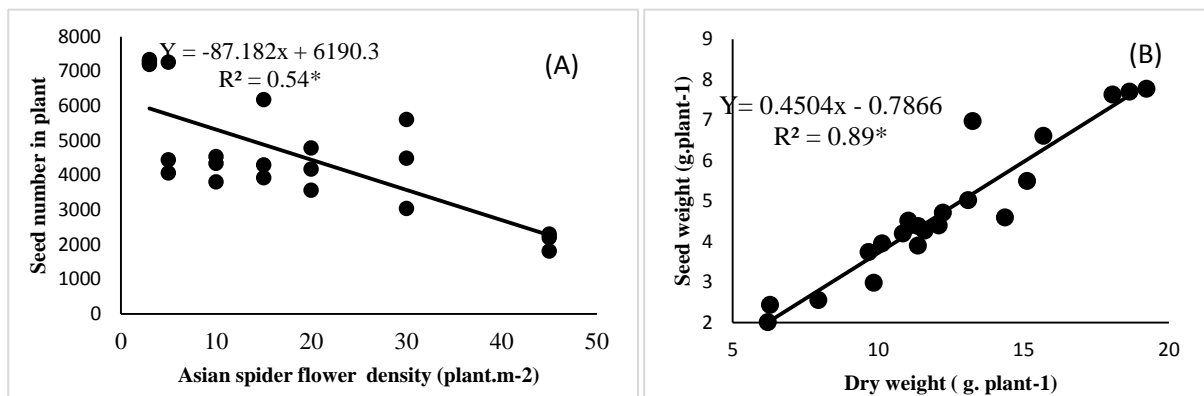 8000
7000
6000
5000
4000
3000
2000
1000
0
Seed number in plant
Y = -87.182x + 6190.3
R² = 0.54*
(A)
0 10 20 30 40 50
Asian spider flower density (plant.m-2)
9
8
7
6
5
4
3
2
Seed weight (g.plant-1)
(B)
Y= 0.4504x - 0.7866
R² = 0.89*
5 10 15 20
Dry weight ( g. plant-1)